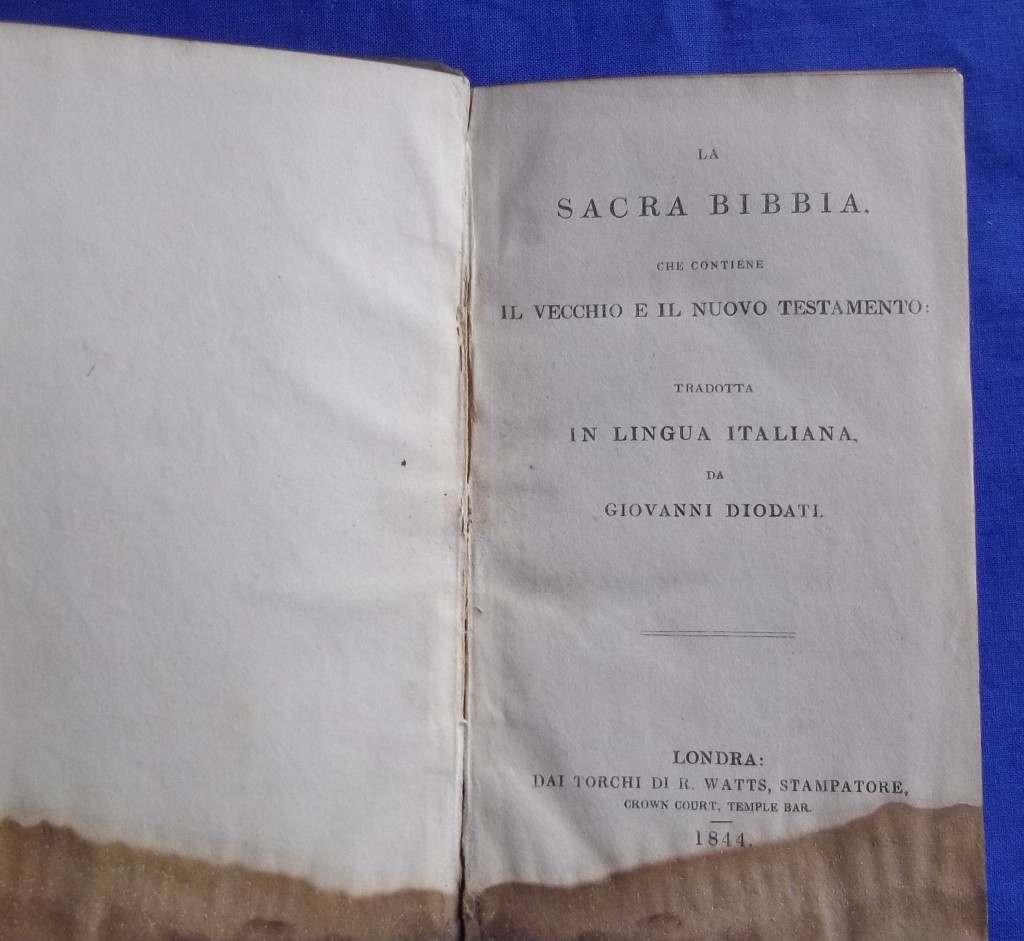 LA
SACRA BIBBIA.
CHE CONTIENE
IL VECCHIO E IL NUOVO TESTAMENTO:
TRADOTTA
IN LINGUA ITALIANA,
DA
GIOVANNI DIODATI.
LONDRA:
DAI TORCHI DI R. WATTS, STAMPATORE,
CROWN COURT, TEMPLE BAR.
1844.